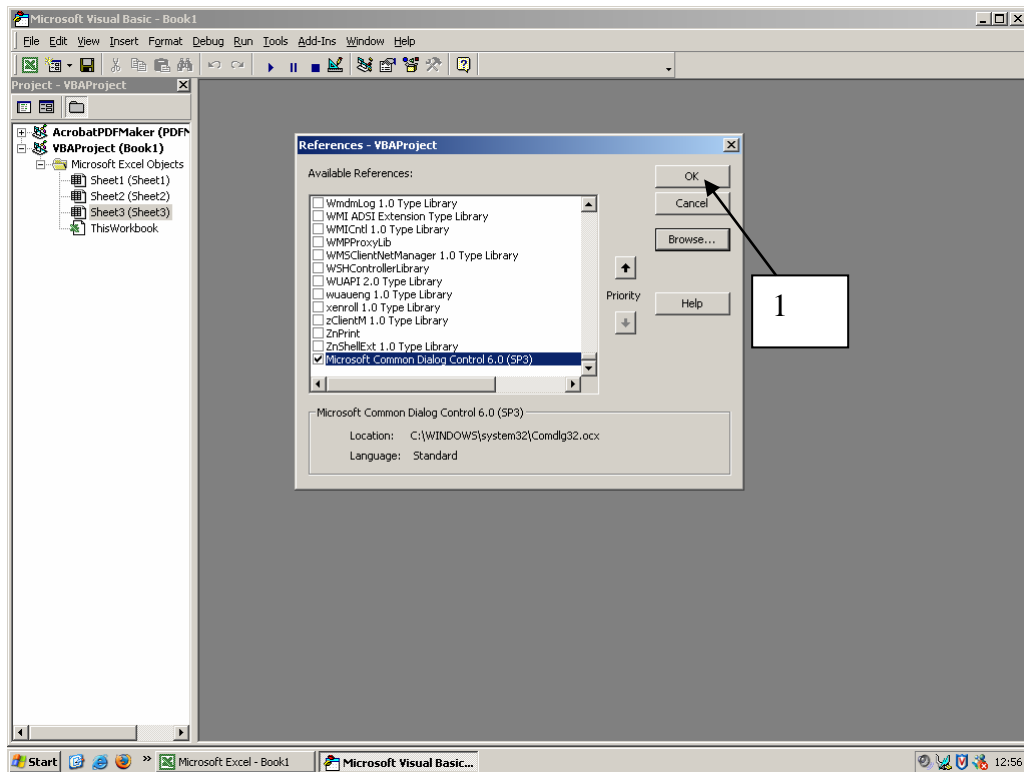 Microsoft Visual Basic - Book1
File Edit View Insert Format Debug Run Tools Add-Ins Window Help
Project - VBAProject
AcrobatPDFMaker (PDFM
VBAProject (Book1)
Microsoft Excel Objects
Sheet1 (Sheet1)
Sheet2 (Sheet2)
Sheet3 (Sheet3)
ThisWorkbook
References - VBAProject
Available References:
WmdmLog 1.0 Type Library
WMI ADSI Extension Type Library
WMICntl 1.0 Type Library
WMPProxyLib
WMSClientNetManager 1.0 Type Library
WSHControllerLibrary
WUAPI 2.0 Type Library
wuaueng 1.0 Type Library
xenroll 1.0 Type Library
zClientM 1.0 Type Library
ZnPrint
ZnShellExt 1.0 Type Library
Microsoft Common Dialog Control 6.0 (SP3)
Priority
OK
Cancel
Browse...
Help
1
Microsoft Common Dialog Control 6.0 (SP3)
Location: C:\WINDOWS\system32\Comdlg32.ocx
Language: Standard
Start » Microsoft Excel - Book1 Microsoft Visual Basic... 12:56